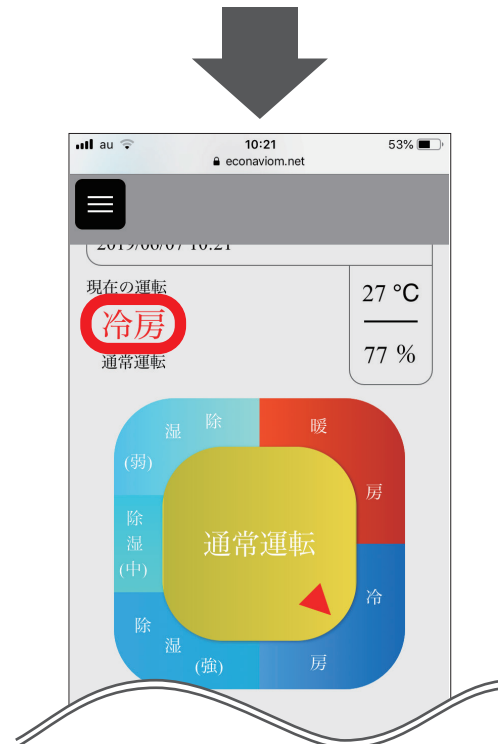 au 10:21 53%
econaviom.net
2019/06/07 10:21
現在の運転
冷房
通常運転
27 °C
77 %
除湿(弱)
暖房
除湿(中)
通常運転
冷房
除湿(強)